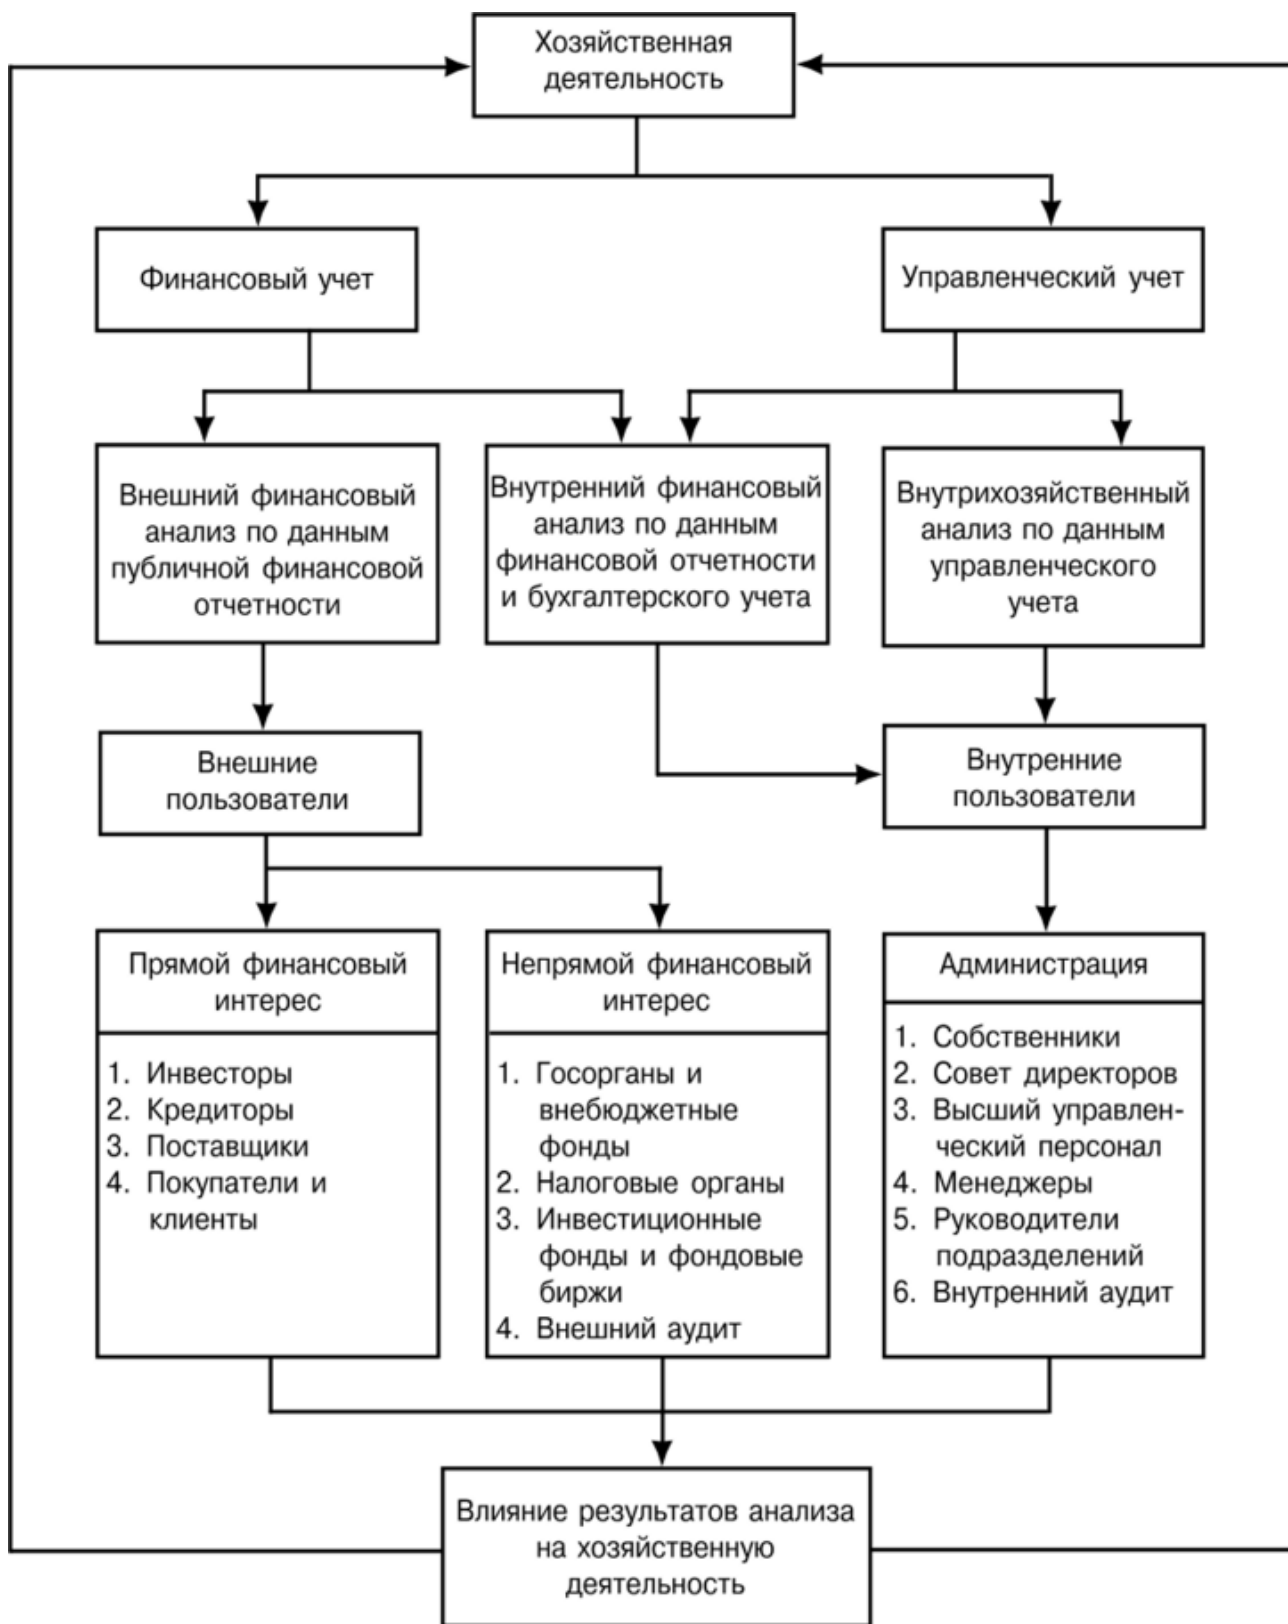 Хозяйственная
деятельность
Финансовый учет
Управленческий учет
Внешний финансовый
анализ по данным
публичной финансовой
отчетности
Внутренний финансовый
анализ по данным
финансовой отчетности
и бухгалтерского учета
Внутрихозяйственный
анализ по данным
управленческого
учета
Внешние
пользователи
Внутренние
пользователи
Прямой финансовый
интерес
1. Инвесторы
2. Кредиторы
3. Поставщики
4. Покупатели и
клиенты
Непрямой финансовый
интерес
1. Госорганы и
внебюджетные
фонды
2. Налоговые органы
3. Инвестиционные
фонды и фондовые
биржи
4. Внешний аудит
Администрация
1. Собственники
2. Совет директоров
3. Высший управлен-
ческий персонал
4. Менеджеры
5. Руководители
подразделений
6. Внутренний аудит
Влияние результатов анализа
на хозяйственную
деятельность